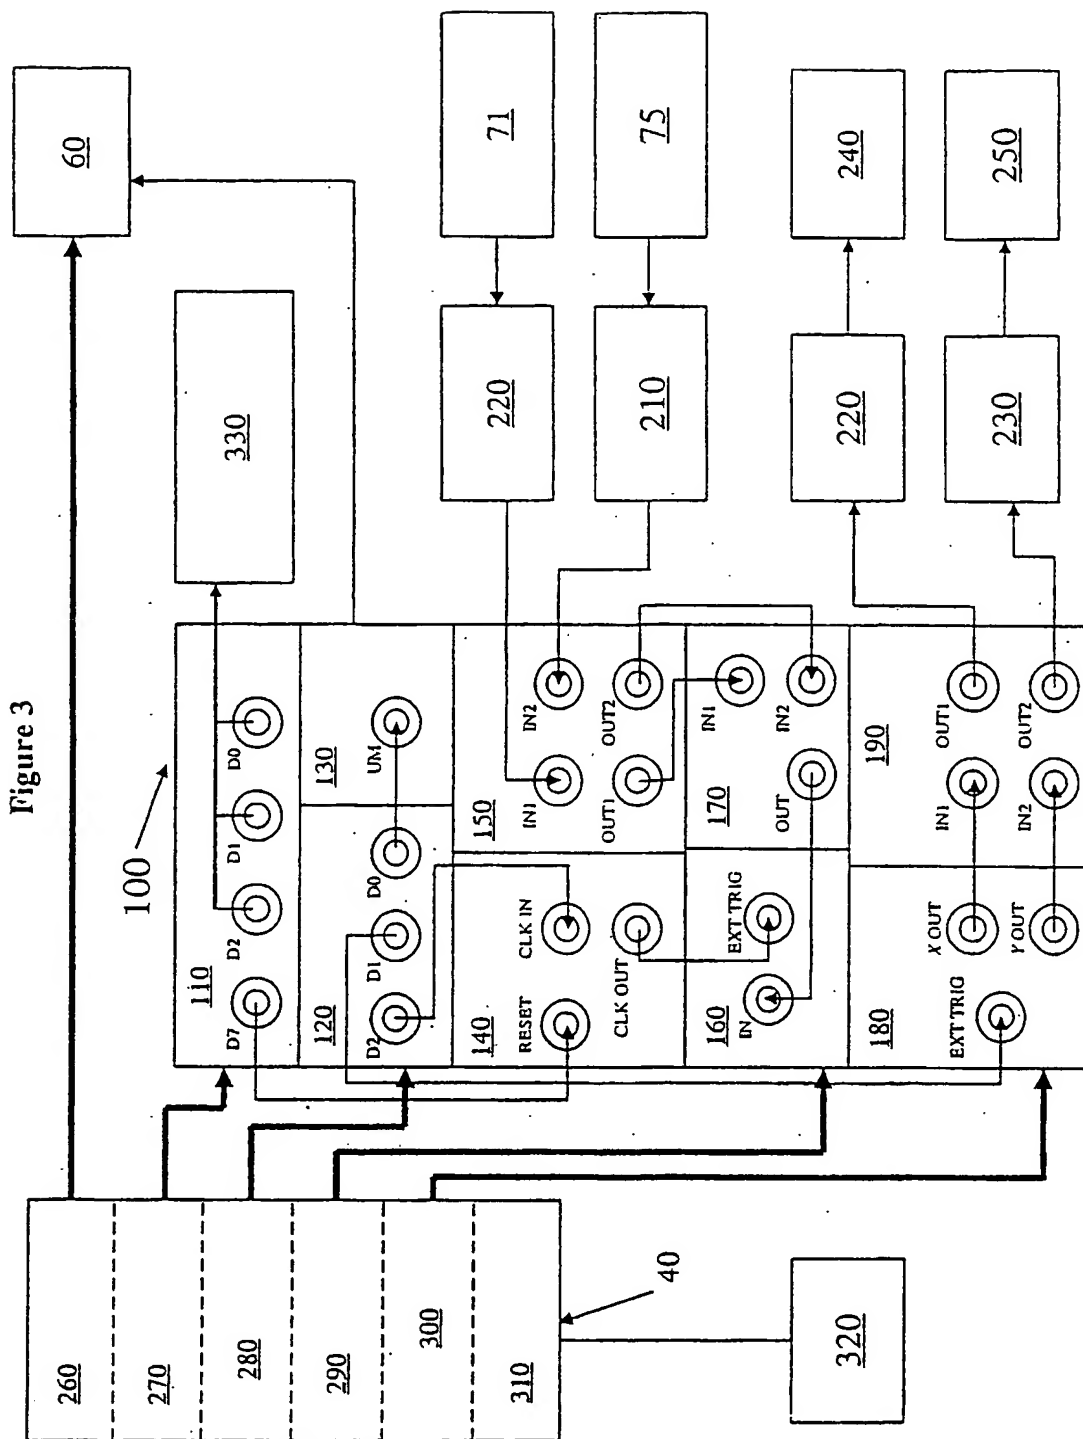 Figure 3
100
60
330
71
75
220
210
240
250
220
230
110
D7
D2
D1
D0
120
D2
D1
D0
130
UM
140
RESET
CLK IN
CLK OUT
150
IN1
IN2
OUT1
OUT2
160
IN
EXT TRIG
170
OUT
IN1
IN2
180
EXT TRIG
X OUT
Y OUT
190
IN1
OUT1
IN2
OUT2
260
270
280
290
300
310
40
320